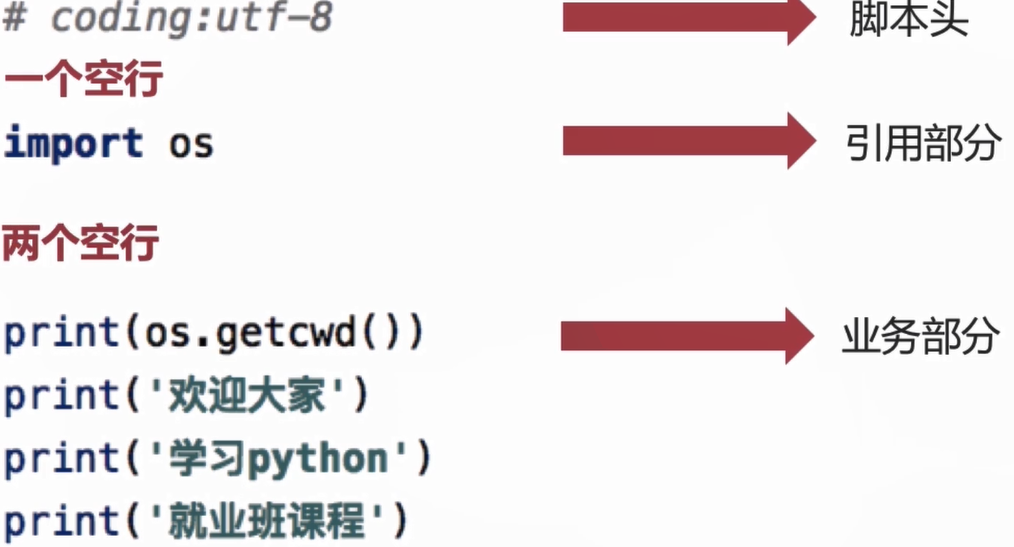 # coding:utf-8 脚本头
一个空行
import os 引用部分
两个空行
print(os.getcwd()) 业务部分
print('欢迎大家')
print('学习python')
print('就业班课程')